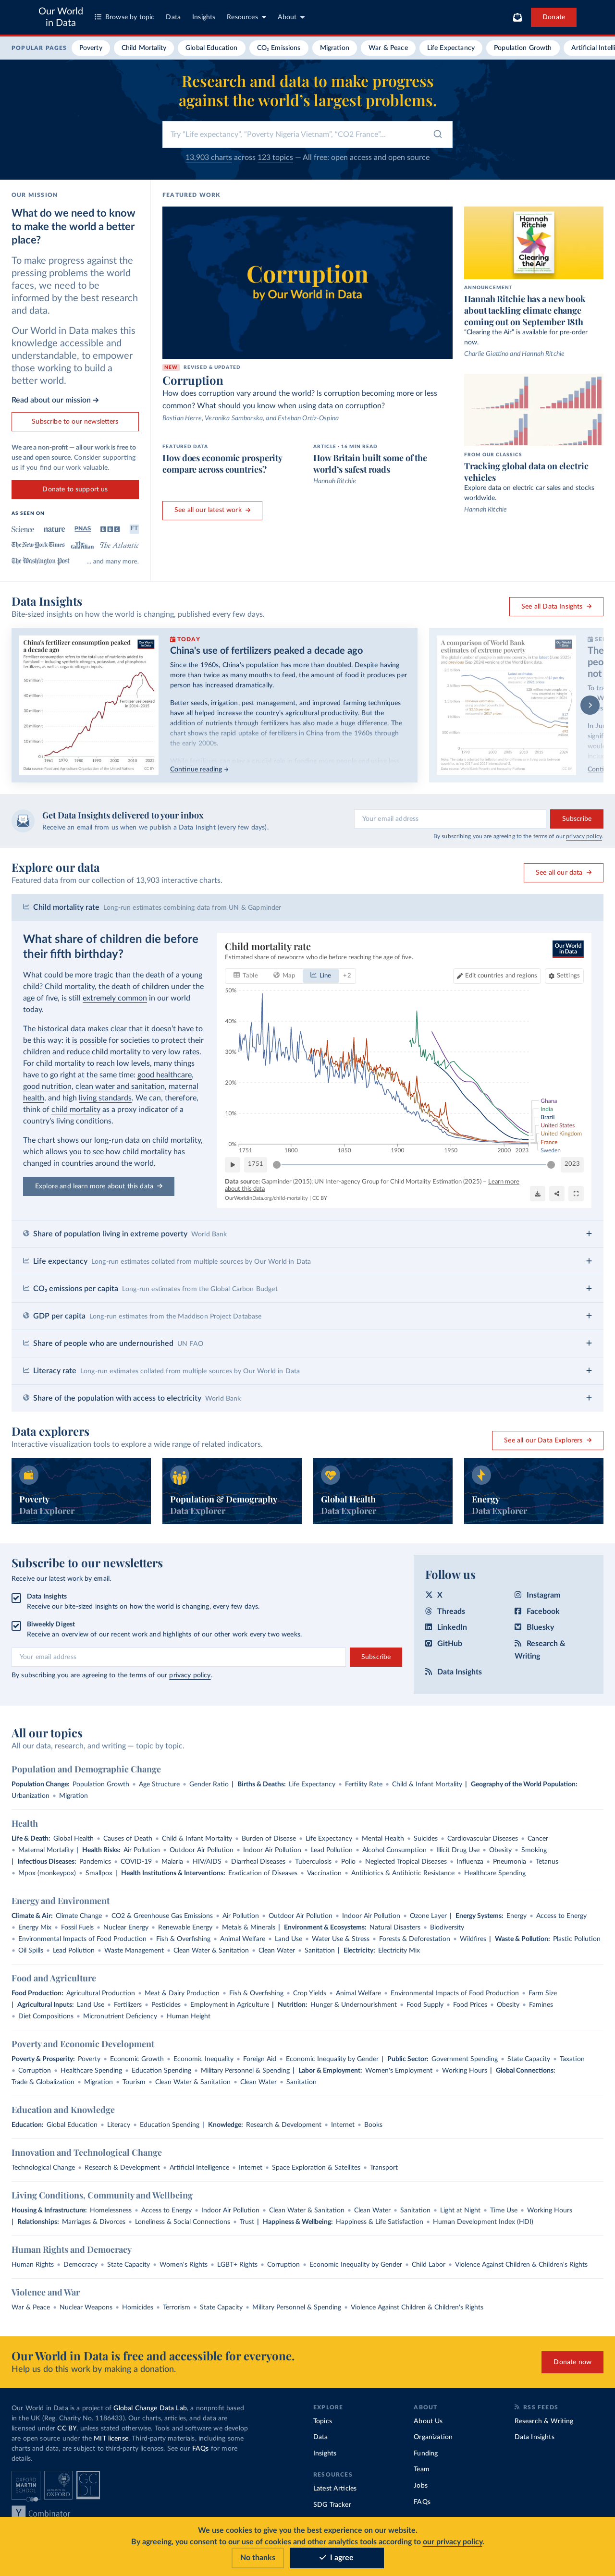 Our World
in Data
Browse by topic
Data
Insights
Resources
About
Donate
POPULAR PAGES
Poverty
Child Mortality
Global Education
CO₂ Emissions
Migration
War & Peace
Life Expectancy
Population Growth
Artificial Intelli
Research and data to make progress
against the world's largest problems.
Try "Life expectancy", "Poverty Nigeria Vietnam", "CO2 France"...
13,903 charts across 123 topics — All free: open access and open source
OUR MISSION
What do we need to know
to make the world a better
place?
To make progress against the
pressing problems the world
faces, we need to be
informed by the best research
and data.
Our World in Data makes this
knowledge accessible and
understandable, to empower
those working to build a
better world.
Read about our mission →
Subscribe to our newsletters
We are a non-profit — all our work is free to
use and open source. Consider supporting
us if you find our work valuable.
Donate to support us
AS SEEN ON
Science
nature
PNAS
BBC
FT
The New York Times
The Guardian
The Atlantic
The Washington Post
... and many more.
FEATURED WORK
Corruption
by Our World in Data
NEW REVISED & UPDATED
Corruption
How does corruption vary around the world? Is corruption becoming more or less
common? What should you know when using data on corruption?
Bastian Herre, Veronika Samborska, and Esteban Ortiz-Ospina
FEATURED DATA
How does economic prosperity
compare across countries?
ARTICLE · 16 MIN READ
How Britain built some of the
world's safest roads
Hannah Ritchie
See all our latest work →
Clearing the Air
ANNOUNCEMENT
Hannah Ritchie has a new book
about tackling climate change
coming out on September 18th
"Clearing the Air" is available for pre-order
now.
Charlie Giattino and Hannah Ritchie
FROM OUR CLASSICS
Tracking global data on electric
vehicles
Explore data on electric car sales and stocks
worldwide.
Hannah Ritchie
Data Insights
Bite-sized insights on how the world is changing, published every few days.
See all Data Insights →
China's fertilizer consumption peaked
a decade ago
TODAY
China's use of fertilizers peaked a decade ago
Since the 1960s, China's population has more than doubled. Despite having
more than twice as many mouths to feed, the amount of food it produces per
person has increased dramatically.
Better seeds, irrigation, pest management, and improved farming techniques
have all helped increase the country's agricultural productivity. But the
addition of nutrients through fertilizers has also made a huge difference. The
chart shows the rapid uptake of fertilizers in China from the 1960s through
the early 2000s.
Continue reading →
A comparison of World Bank
estimates of extreme poverty
Get Data Insights delivered to your inbox
Receive an email from us when we publish a Data Insight (every few days).
Your email address
Subscribe
By subscribing you are agreeing to the terms of our privacy policy.
Explore our data
Featured data from our collection of 13,903 interactive charts.
See all our data →
Child mortality rate Long-run estimates combining data from UN & Gapminder
What share of children die before
their fifth birthday?
What could be more tragic than the death of a young
child? Child mortality, the death of children under the
age of five, is still extremely common in our world
today.
The historical data makes clear that it doesn't have to
be this way: it is possible for societies to protect their
children and reduce child mortality to very low rates.
For child mortality to reach low levels, many things
have to go right at the same time: good healthcare,
good nutrition, clean water and sanitation, maternal
health, and high living standards. We can, therefore,
think of child mortality as a proxy indicator of a
country's living conditions.
The chart shows our long-run data on child mortality,
which allows you to see how child mortality has
changed in countries around the world.
Explore and learn more about this data →
Child mortality rate
Estimated share of newborns who die before reaching the age of five.
Our World
in Data
Table
Map
Line
+2
Edit countries and regions
Settings
50%
40%
30%
20%
10%
0%
1751
1800
1850
1900
1950
2000
2023
Ghana
India
Brazil
United States
United Kingdom
France
Sweden
1751
2023
Data source: Gapminder (2015); UN Inter-agency Group for Child Mortality Estimation (2025) – Learn more
about this data
OurWorldinData.org/child-mortality | CC BY
Share of population living in extreme poverty World Bank
Life expectancy Long-run estimates collated from multiple sources by Our World in Data
CO₂ emissions per capita Long-run estimates from the Global Carbon Budget
GDP per capita Long-run estimates from the Maddison Project Database
Share of people who are undernourished UN FAO
Literacy rate Long-run estimates collated from multiple sources by Our World in Data
Share of the population with access to electricity World Bank
Data explorers
Interactive visualization tools to explore a wide range of related indicators.
See all our Data Explorers →
Poverty
Data Explorer
Population & Demography
Data Explorer
Global Health
Data Explorer
Energy
Data Explorer
Subscribe to our newsletters
Receive our latest work by email.
Data Insights
Receive our bite-sized insights on how the world is changing, every few days.
Biweekly Digest
Receive an overview of our recent work and highlights of our other work every two weeks.
Your email address
Subscribe
By subscribing you are agreeing to the terms of our privacy policy.
Follow us
X
Instagram
Threads
Facebook
LinkedIn
Bluesky
GitHub
Research &
Writing
Data Insights
All our topics
All our data, research, and writing — topic by topic.
Population and Demographic Change
Population Change: Population Growth • Age Structure • Gender Ratio | Births & Deaths: Life Expectancy • Fertility Rate • Child & Infant Mortality | Geography of the World Population:
Urbanization • Migration
Health
Life & Death: Global Health • Causes of Death • Child & Infant Mortality • Burden of Disease • Life Expectancy • Mental Health • Suicides • Cardiovascular Diseases • Cancer
• Maternal Mortality | Health Risks: Air Pollution • Outdoor Air Pollution • Indoor Air Pollution • Lead Pollution • Alcohol Consumption • Illicit Drug Use • Obesity • Smoking
| Infectious Diseases: Pandemics • COVID-19 • Malaria • HIV/AIDS • Diarrheal Diseases • Tuberculosis • Polio • Neglected Tropical Diseases • Influenza • Pneumonia • Tetanus
• Mpox (monkeypox) • Smallpox | Health Institutions & Interventions: Eradication of Diseases • Vaccination • Antibiotics & Antibiotic Resistance • Healthcare Spending
Energy and Environment
Climate & Air: Climate Change • CO2 & Greenhouse Gas Emissions • Air Pollution • Outdoor Air Pollution • Indoor Air Pollution • Ozone Layer | Energy Systems: Energy • Access to Energy
• Energy Mix • Fossil Fuels • Nuclear Energy • Renewable Energy • Metals & Minerals | Environment & Ecosystems: Natural Disasters • Biodiversity
• Environmental Impacts of Food Production • Fish & Overfishing • Animal Welfare • Land Use • Water Use & Stress • Forests & Deforestation • Wildfires | Waste & Pollution: Plastic Pollution
• Oil Spills • Lead Pollution • Waste Management • Clean Water & Sanitation • Clean Water • Sanitation | Electricity: Electricity Mix
Food and Agriculture
Food Production: Agricultural Production • Meat & Dairy Production • Fish & Overfishing • Crop Yields • Animal Welfare • Environmental Impacts of Food Production • Farm Size
| Agricultural Inputs: Land Use • Fertilizers • Pesticides • Employment in Agriculture | Nutrition: Hunger & Undernourishment • Food Supply • Food Prices • Obesity • Famines
• Diet Compositions • Micronutrient Deficiency • Human Height
Poverty and Economic Development
Poverty & Prosperity: Poverty • Economic Growth • Economic Inequality • Foreign Aid • Economic Inequality by Gender | Public Sector: Government Spending • State Capacity • Taxation
• Corruption • Healthcare Spending • Education Spending • Military Personnel & Spending | Labor & Employment: Women's Employment • Working Hours | Global Connections:
Trade & Globalization • Migration • Tourism • Clean Water & Sanitation • Clean Water • Sanitation
Education and Knowledge
Education: Global Education • Literacy • Education Spending | Knowledge: Research & Development • Internet • Books
Innovation and Technological Change
Technological Change • Research & Development • Artificial Intelligence • Internet • Space Exploration & Satellites • Transport
Living Conditions, Community and Wellbeing
Housing & Infrastructure: Homelessness • Access to Energy • Indoor Air Pollution • Clean Water & Sanitation • Clean Water • Sanitation • Light at Night • Time Use • Working Hours
| Relationships: Marriages & Divorces • Loneliness & Social Connections • Trust | Happiness & Wellbeing: Happiness & Life Satisfaction • Human Development Index (HDI)
Human Rights and Democracy
Human Rights • Democracy • State Capacity • Women's Rights • LGBT+ Rights • Corruption • Economic Inequality by Gender • Child Labor • Violence Against Children & Children's Rights
Violence and War
War & Peace • Nuclear Weapons • Homicides • Terrorism • State Capacity • Military Personnel & Spending • Violence Against Children & Children's Rights
Our World in Data is free and accessible for everyone.
Help us do this work by making a donation.
Donate now
Our World in Data is a project of Global Change Data Lab, a nonprofit based
in the UK (Reg. Charity No. 1186433). Our charts, articles, and data are
licensed under CC BY, unless stated otherwise. Tools and software we develop
are open source under the MIT license. Third-party materials, including some
charts and data, are subject to third-party licenses. See our FAQs for more
details.
OXFORD
MARTIN
SCHOOL
UNIVERSITY OF
OXFORD
GC
DL
Y Combinator
EXPLORE
Topics
Data
Insights
RESOURCES
Latest Articles
SDG Tracker
ABOUT
About Us
Organization
Funding
Team
Jobs
FAQs
RSS FEEDS
Research & Writing
Data Insights
We use cookies to give you the best experience on our website.
By agreeing, you consent to our use of cookies and other analytics tools according to our privacy policy.
No thanks
I agree